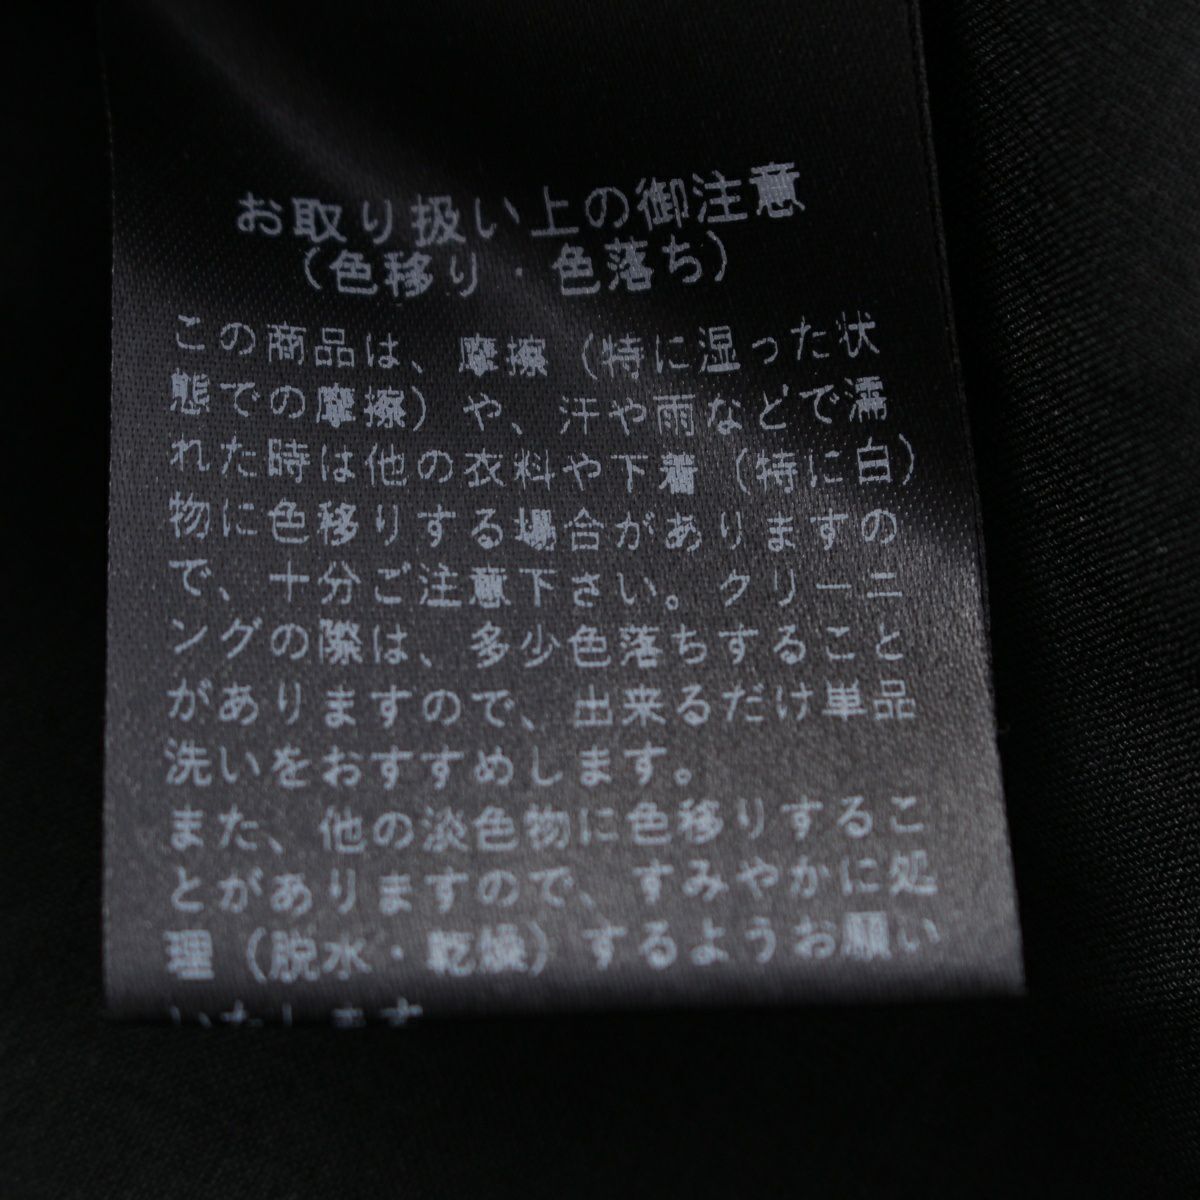 お取り扱い上の御注意
(色移り・色落ち)
この商品は、摩擦(特に湿った状
態での摩擦)や、汗や雨などで濡
れた時は他の衣料や下着(特に白)
物に色移りする場合がありますの
で、十分ご注意下さい。クリーニ
ングの際は、多少色落ちすること
がありますので、出来るだけ単品
洗いをおすすめします。
また、他の淡色物に色移りするこ
とがありますので、すみやかに処
理(脱水・乾燥)するようお願い
いたします